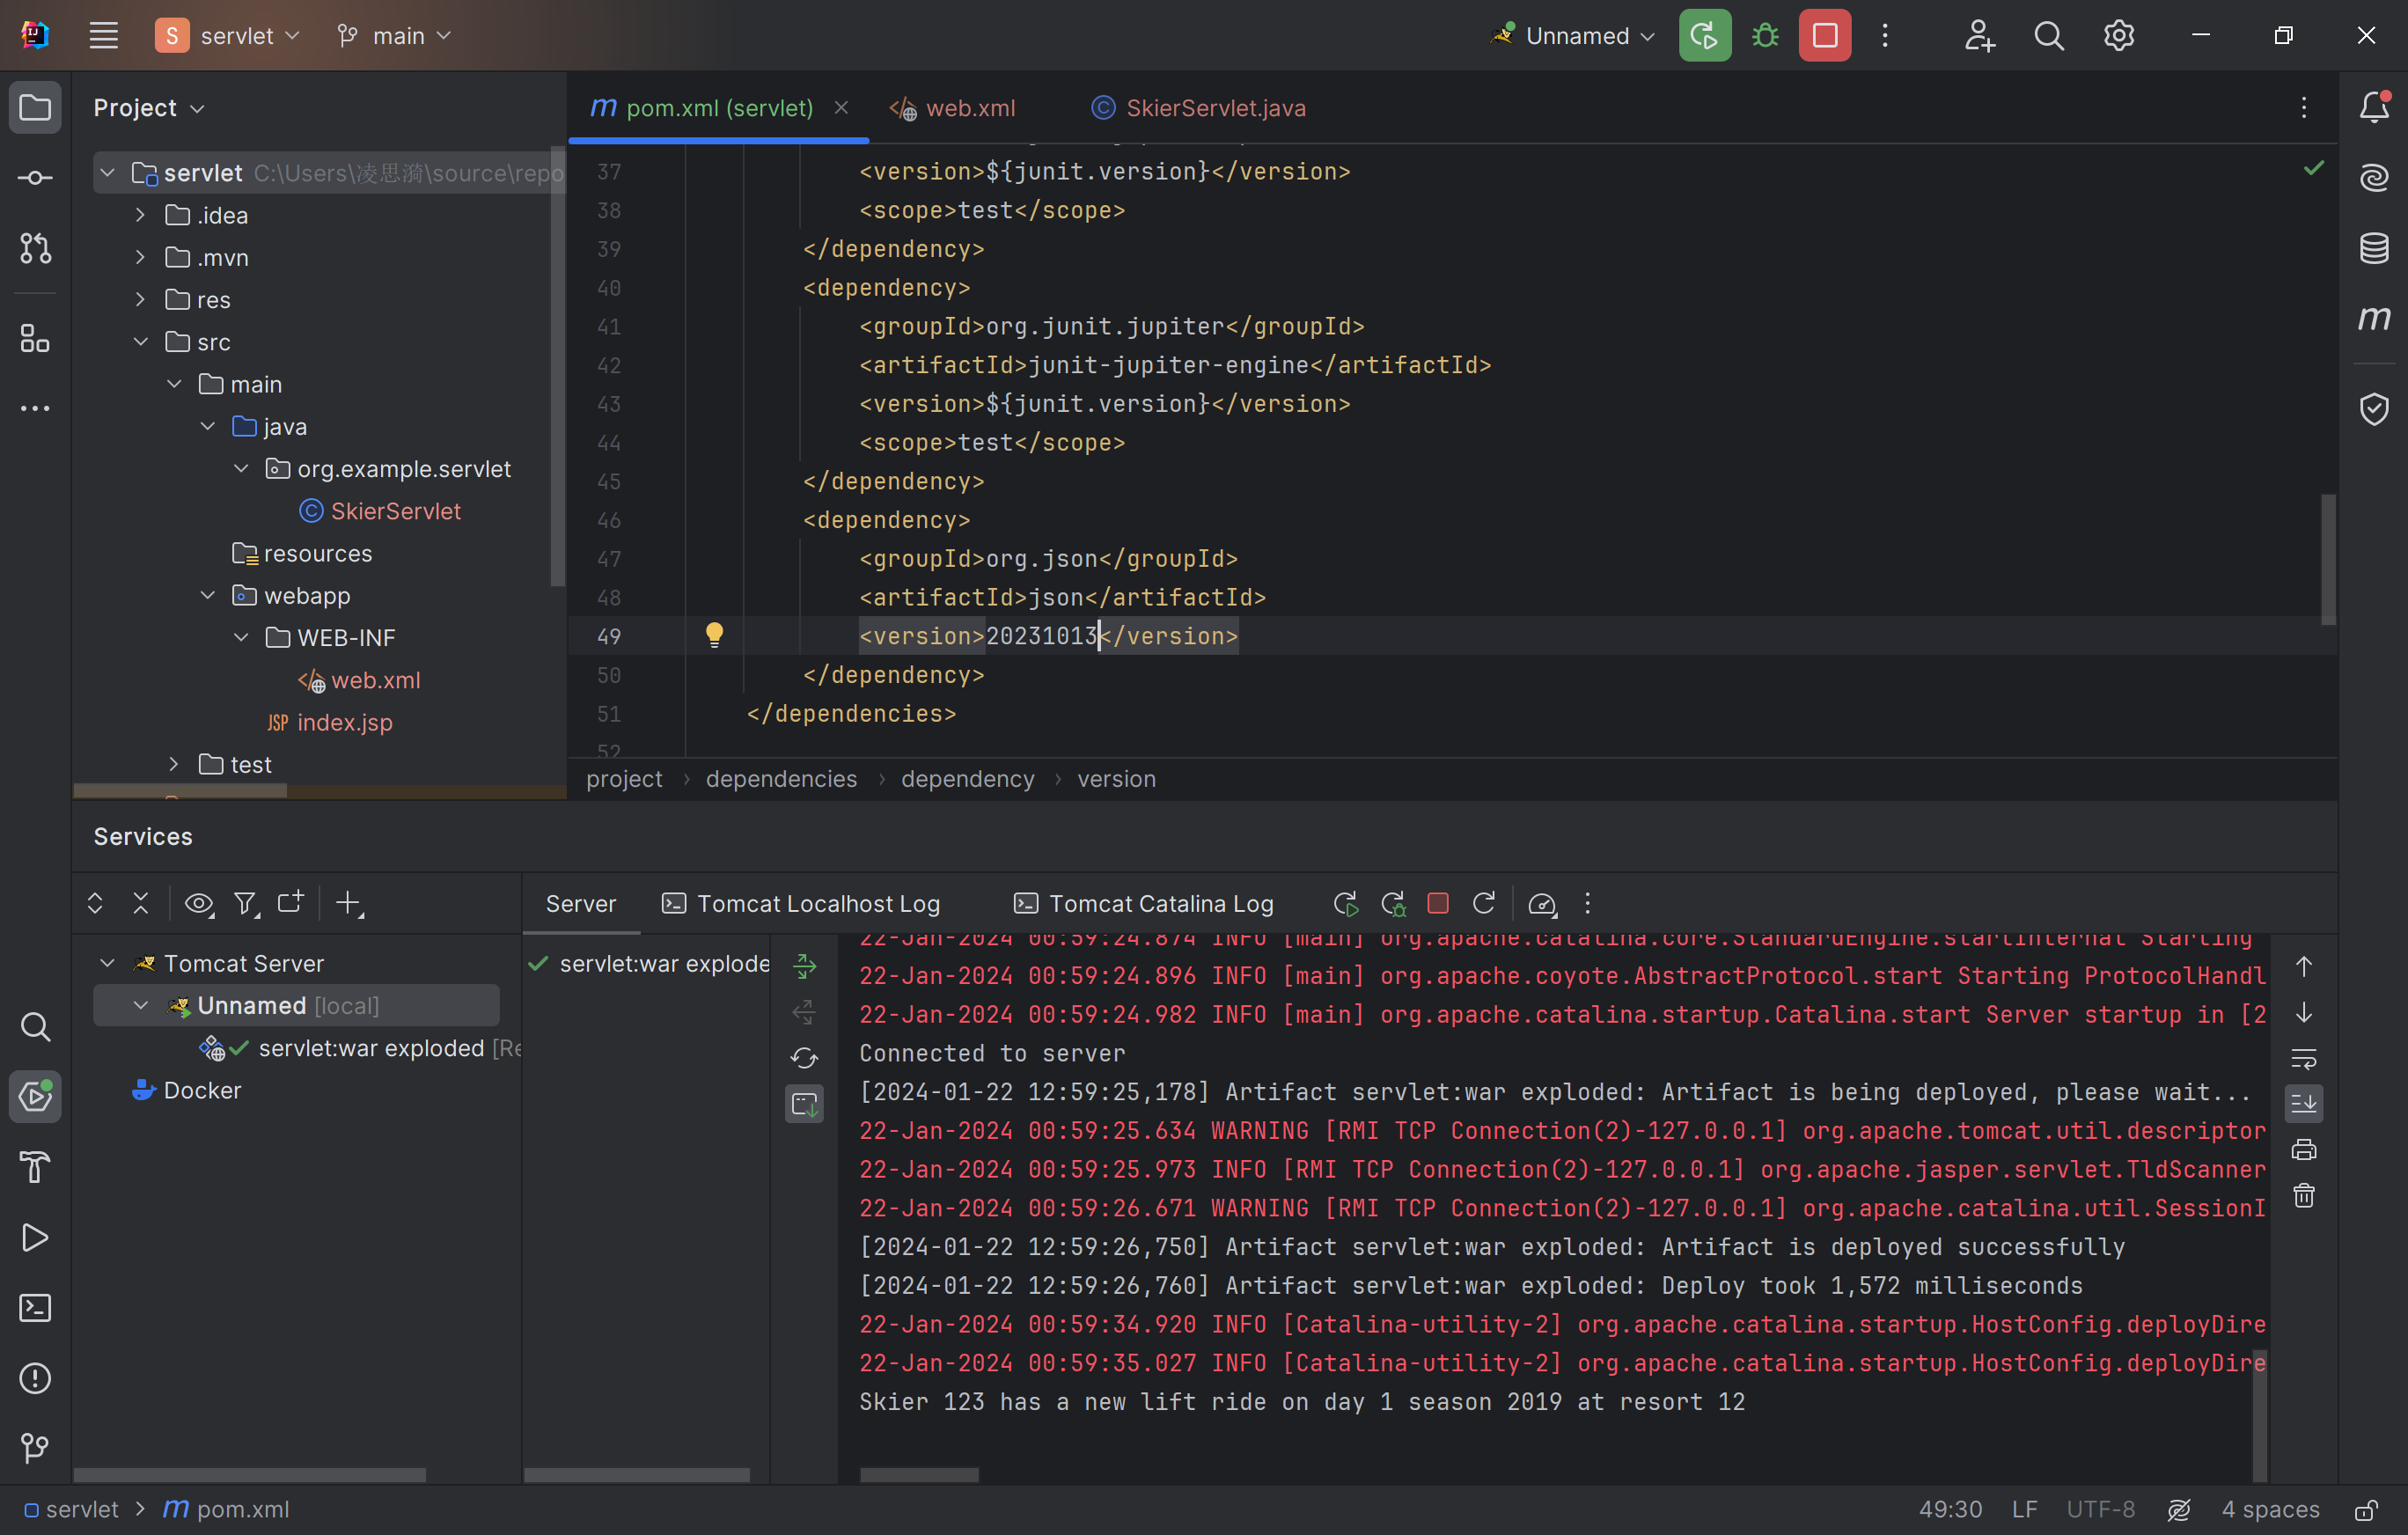 S servlet main Unnamed
Project
pom.xml (servlet) web.xml SkierServlet.java
servlet C:\Users\凌思漪\source\repo
.idea
.mvn
res
src
main
java
org.example.servlet
SkierServlet
resources
webapp
WEB-INF
web.xml
JSP index.jsp
test
37 <version>${junit.version}</version>
38 <scope>test</scope>
39 </dependency>
40 <dependency>
41 <groupId>org.junit.jupiter</groupId>
42 <artifactId>junit-jupiter-engine</artifactId>
43 <version>${junit.version}</version>
44 <scope>test</scope>
45 </dependency>
46 <dependency>
47 <groupId>org.json</groupId>
48 <artifactId>json</artifactId>
49 <version>20231013</version>
50 </dependency>
51 </dependencies>
52
project › dependencies › dependency › version
Services
Server Tomcat Localhost Log Tomcat Catalina Log
Tomcat Server
Unnamed [local]
servlet:war exploded [Re
Docker
servlet:war explode
22-Jan-2024 00:59:24.874 INFO [main] org.apache.catalina.core.StandardEngine.startInternal Starting
22-Jan-2024 00:59:24.896 INFO [main] org.apache.coyote.AbstractProtocol.start Starting ProtocolHandl
22-Jan-2024 00:59:24.982 INFO [main] org.apache.catalina.startup.Catalina.start Server startup in [2
Connected to server
[2024-01-22 12:59:25,178] Artifact servlet:war exploded: Artifact is being deployed, please wait...
22-Jan-2024 00:59:25.634 WARNING [RMI TCP Connection(2)-127.0.0.1] org.apache.tomcat.util.descriptor
22-Jan-2024 00:59:25.973 INFO [RMI TCP Connection(2)-127.0.0.1] org.apache.jasper.servlet.TldScanner
22-Jan-2024 00:59:26.671 WARNING [RMI TCP Connection(2)-127.0.0.1] org.apache.catalina.util.SessionI
[2024-01-22 12:59:26,750] Artifact servlet:war exploded: Artifact is deployed successfully
[2024-01-22 12:59:26,760] Artifact servlet:war exploded: Deploy took 1,572 milliseconds
22-Jan-2024 00:59:34.920 INFO [Catalina-utility-2] org.apache.catalina.startup.HostConfig.deployDire
22-Jan-2024 00:59:35.027 INFO [Catalina-utility-2] org.apache.catalina.startup.HostConfig.deployDire
Skier 123 has a new lift ride on day 1 season 2019 at resort 12
servlet > m pom.xml 49:30 LF UTF-8 4 spaces